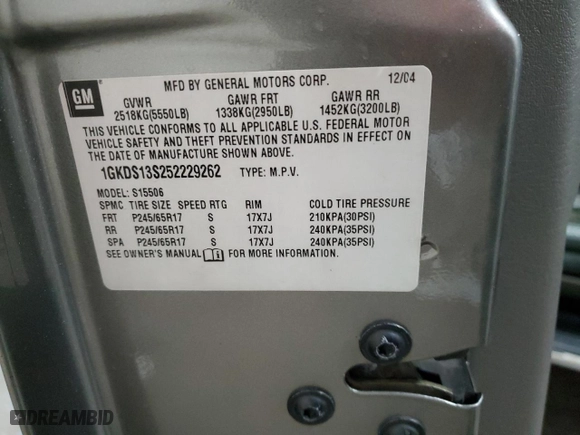 GM
MFD BY GENERAL MOTORS CORP. 12/04
GVWR GAWR FRT GAWR RR
2518KG(5550LB) 1338KG(2950LB) 1452KG(3200LB)
THIS VEHICLE CONFORMS TO ALL APPLICABLE U.S. FEDERAL MOTOR
VEHICLE SAFETY AND THEFT PREVENTION STANDARDS IN EFFECT ON
THE DATE OF MANUFACTURE SHOWN ABOVE.
1GKDS13S252229262 TYPE: M.P.V.
MODEL: S15506
SPMC TIRE SIZE SPEED RTG RIM COLD TIRE PRESSURE
FRT P245/65R17 S 17X7J 210KPA(30PSI)
RR P245/65R17 S 17X7J 240KPA(35PSI)
SPA P245/65R17 S 17X7J 240KPA(35PSI)
SEE OWNER'S MANUAL FOR MORE INFORMATION.
DREAMBID